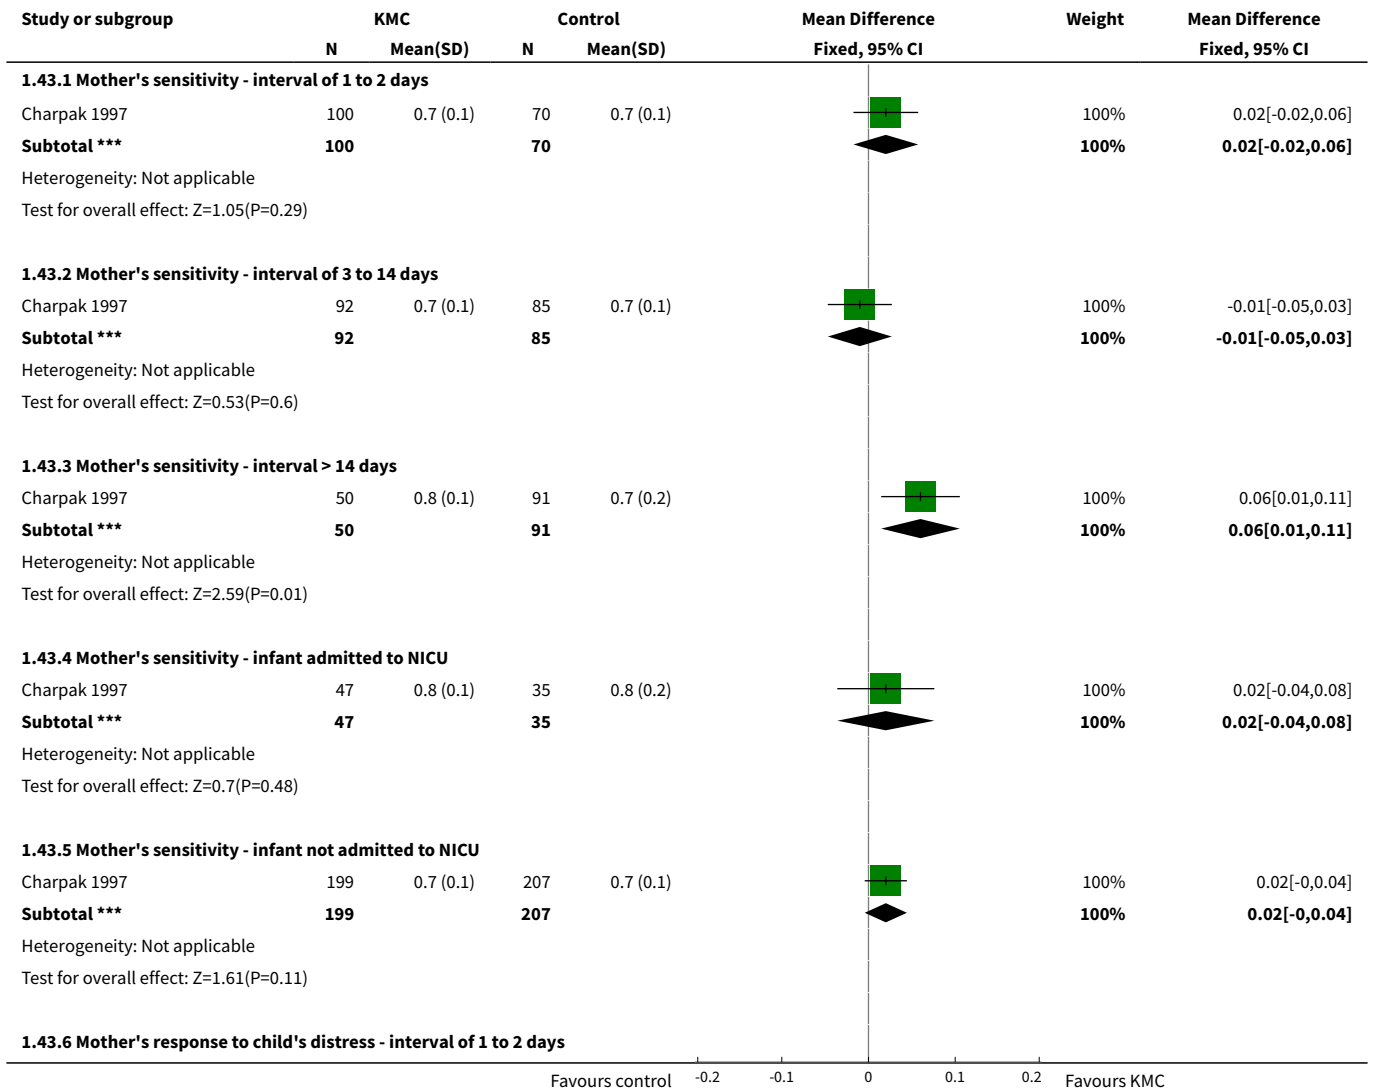 Study or subgroup KMC Control Mean Difference Weight Mean Difference
N Mean(SD) N Mean(SD) Fixed, 95% CI Fixed, 95% CI
1.43.1 Mother's sensitivity - interval of 1 to 2 days
Charpak 1997 100 0.7 (0.1) 70 0.7 (0.1) 100% 0.02[-0.02,0.06]
Subtotal *** 100 70 100% 0.02[-0.02,0.06]
Heterogeneity: Not applicable
Test for overall effect: Z=1.05(P=0.29)
1.43.2 Mother's sensitivity - interval of 3 to 14 days
Charpak 1997 92 0.7 (0.1) 85 0.7 (0.1) 100% -0.01[-0.05,0.03]
Subtotal *** 92 85 100% -0.01[-0.05,0.03]
Heterogeneity: Not applicable
Test for overall effect: Z=0.53(P=0.6)
1.43.3 Mother's sensitivity - interval > 14 days
Charpak 1997 50 0.8 (0.1) 91 0.7 (0.2) 100% 0.06[0.01,0.11]
Subtotal *** 50 91 100% 0.06[0.01,0.11]
Heterogeneity: Not applicable
Test for overall effect: Z=2.59(P=0.01)
1.43.4 Mother's sensitivity - infant admitted to NICU
Charpak 1997 47 0.8 (0.1) 35 0.8 (0.2) 100% 0.02[-0.04,0.08]
Subtotal *** 47 35 100% 0.02[-0.04,0.08]
Heterogeneity: Not applicable
Test for overall effect: Z=0.7(P=0.48)
1.43.5 Mother's sensitivity - infant not admitted to NICU
Charpak 1997 199 0.7 (0.1) 207 0.7 (0.1) 100% 0.02[-0,0.04]
Subtotal *** 199 207 100% 0.02[-0,0.04]
Heterogeneity: Not applicable
Test for overall effect: Z=1.61(P=0.11)
1.43.6 Mother's response to child's distress - interval of 1 to 2 days
Favours control -0.2 -0.1 0 0.1 0.2 Favours KMC